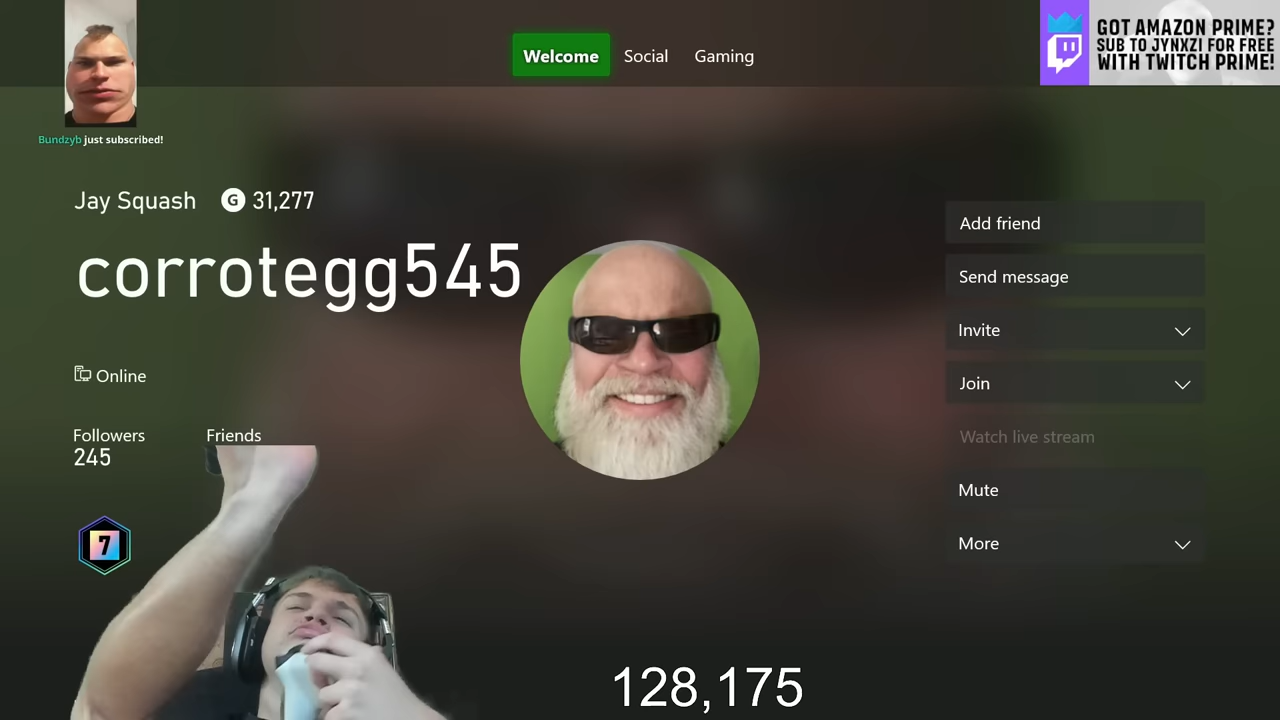 Welcome Social Gaming
GOT AMAZON PRIME?
SUB TO JYNXZI FOR FREE
WITH TWITCH PRIME!
Bundzyb just subscribed!
Jay Squash G 31,277
corrotegg545
Online
Followers
245
Friends
7
Add friend
Send message
Invite
Join
Watch live stream
Mute
More
128,175